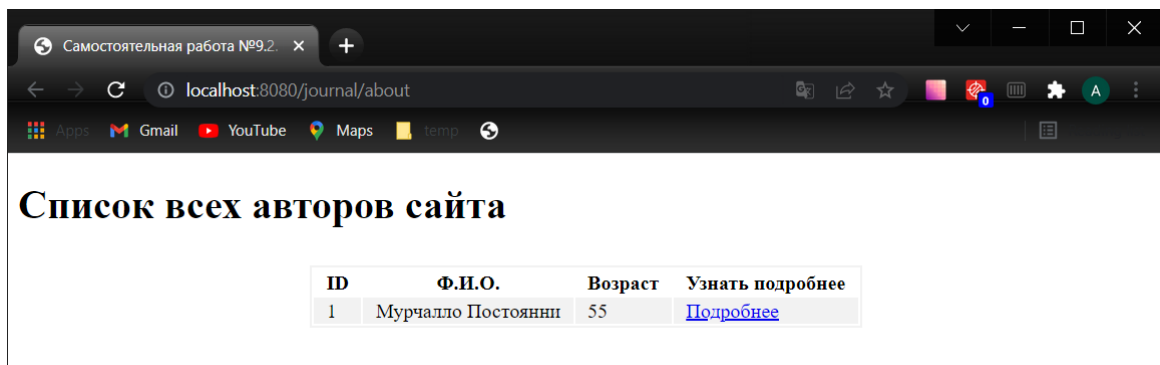 Самостоятельная работа №9.2.
localhost:8080/journal/about
0
A
Apps Gmail YouTube Maps temp
Список всех авторов сайта
ID Ф.И.О. Возраст Узнать подробнее
1 Мурчалло Постоянни 55 Подробнее